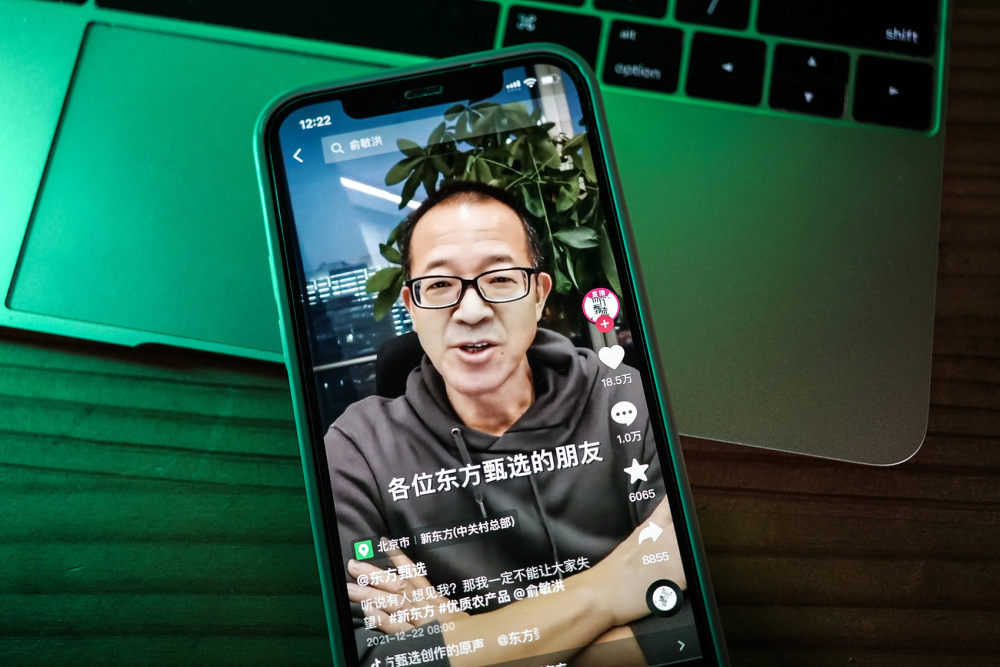 shift
alt
option
12:22
俞敏洪
直播
18.5万
1.0万
各位东方甄选的朋友
6065
北京市 | 新东方(中关村总部)
8855
@东方甄选
听说有人想见我？那我一定不能让大家失
望！#新东方 #优质农产品 @俞敏洪
2021-12-22 08:00
方甄选创作的原声 @东方